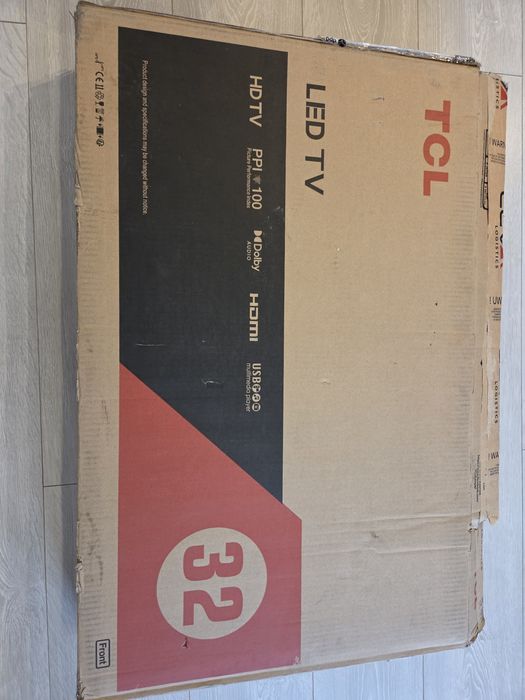 TCL
LED TV
HDTV
PPI 100
Picture Performance Index
Dolby
AUDIO
HDMI
USB
multimedia player
Product design and specifications may be changed without notice.
32
Front
LOGISTICS
LOGISTICS
LOGISTICS